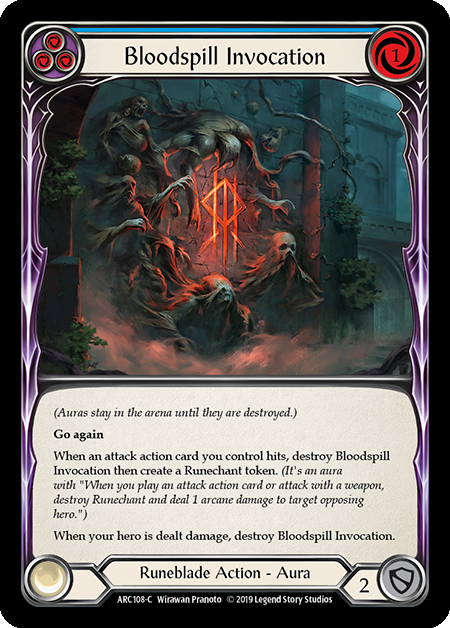 Bloodspill Invocation
1
(Auras stay in the arena until they are destroyed.)
Go again
When an attack action card you control hits, destroy Bloodspill
Invocation then create a Runechant token. (It's an aura
with "When you play an attack action card or attack with a weapon,
destroy Runechant and deal 1 arcane damage to target opposing
hero.")
When your hero is dealt damage, destroy Bloodspill Invocation.
Runeblade Action - Aura
2
ARC108-C Wirawan Pranoto © 2019 Legend Story Studios